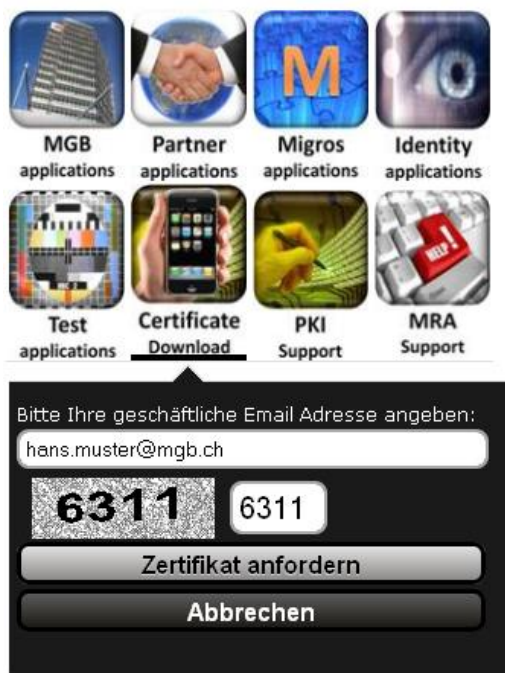 M
MGB
applications
Partner
applications
Migros
applications
Identity
applications
HELP!
Test
applications
Certificate
Download
PKI
Support
MRA
Support
Bitte Ihre geschäftliche Email Adresse angeben:
hans.muster@mgb.ch
6311
6311
Zertifikat anfordern
Abbrechen